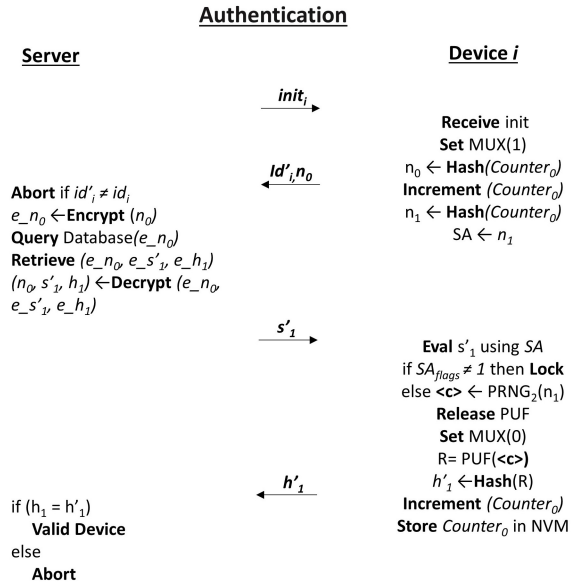 Authentication
Server
Device i
init_i
Receive init
Set MUX(1)
n_0 ← Hash(Counter_0)
Id'_i,n_0
Increment (Counter_0)
n_1 ← Hash(Counter_0)
SA ← n_1
Abort if id'_i ≠ id_i
e_n_0 ←Encrypt (n_0)
Query Database(e_n_0)
Retrieve (e_n_0, e_s'_1, e_h_1)
(n_0, s'_1, h_1) ←Decrypt (e_n_0,
e_s'_1, e_h_1)
s'_1
Eval s'_1 using SA
if SA_flags ≠ 1 then Lock
else <c> ← PRNG_2(n_1)
Release PUF
Set MUX(0)
R= PUF(<c>)
h'_1 ←Hash(R)
Increment (Counter_0)
Store Counter_0 in NVM
h'_1
if (h_1 = h'_1)
Valid Device
else
Abort